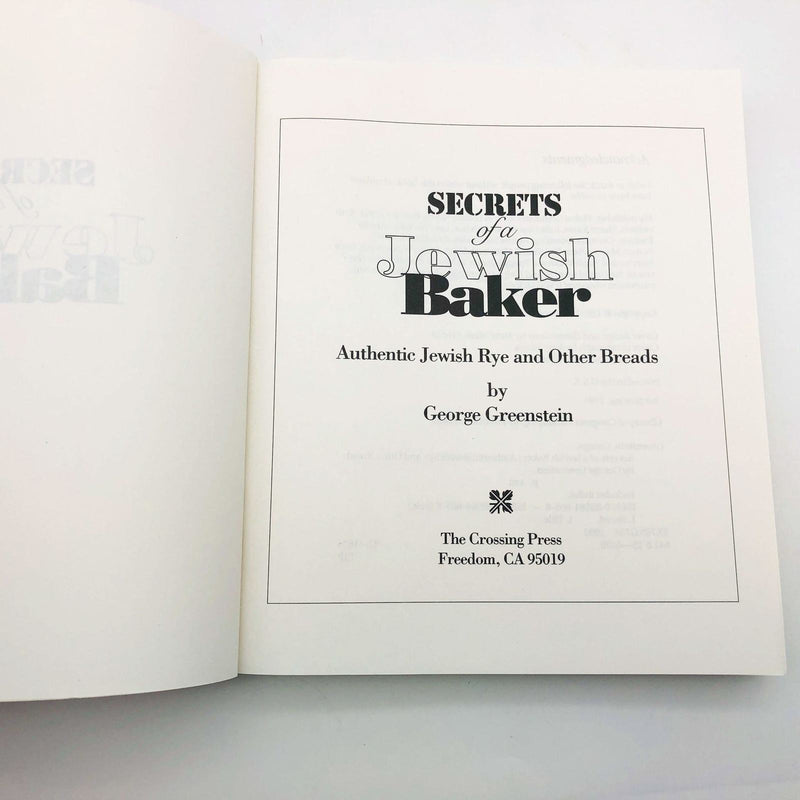 SECRETS
of a
Jewish
Baker
Authentic Jewish Rye and Other Breads
by
George Greenstein
The Crossing Press
Freedom, CA 95019